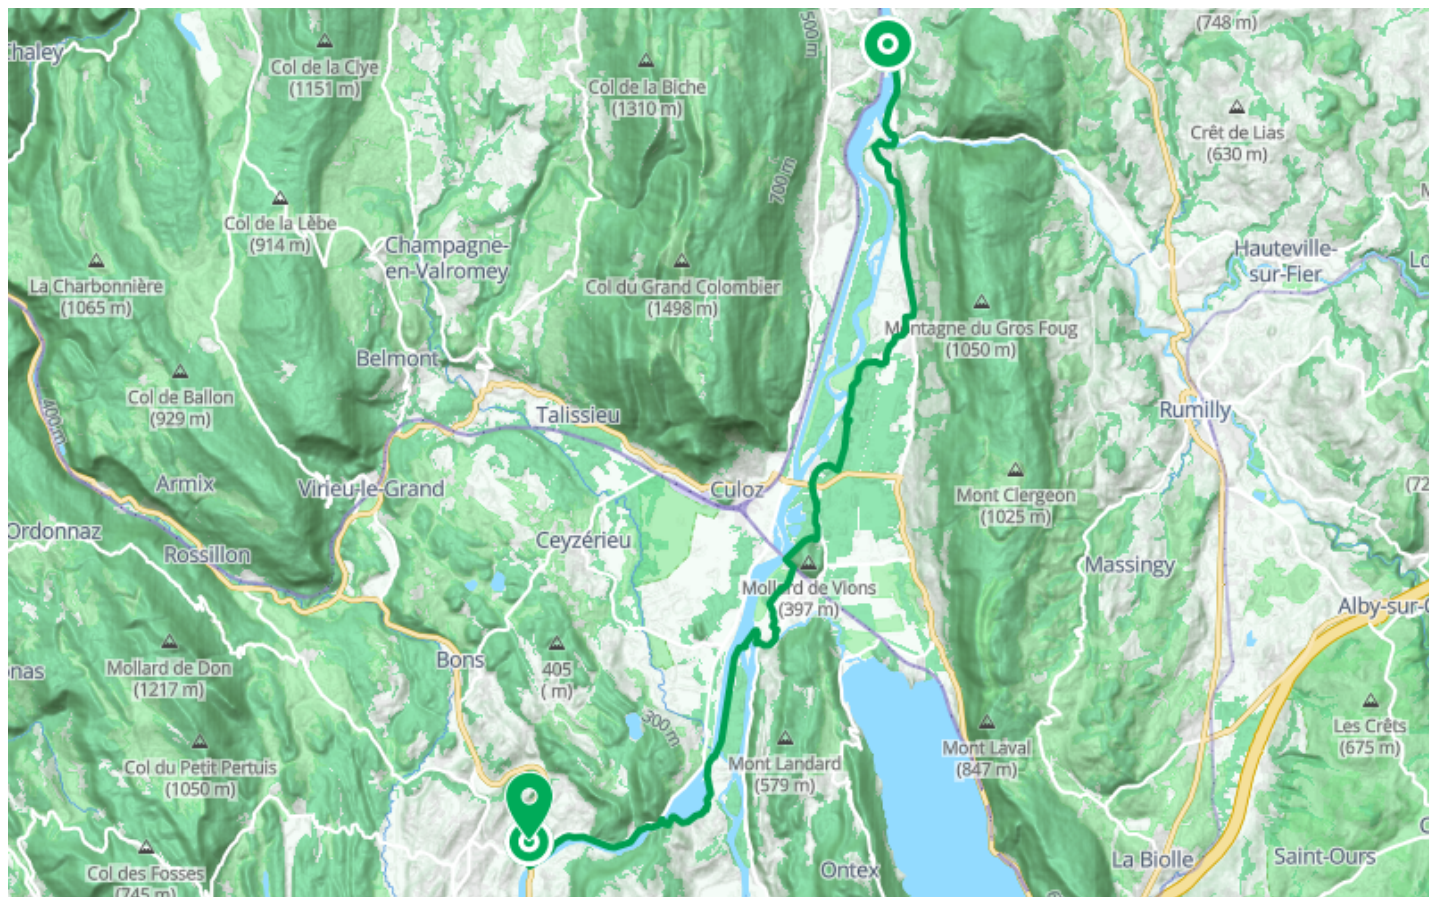 (748 m)
Chaley
Col de la Clye
(1151 m)
500 m
Col de la Biche
(1310 m)
Crêt de Lias
(630 m)
700 m
Col de la Lèbe
(914 m)
Champagne-
en-Valromey
Hauteville-
sur-Fier
La Charbonnière
(1065 m)
Col du Grand Colombier
(1498 m)
Montagne du Gros Foug
(1050 m)
Belmont
Col de Ballon
(929 m)
400 m
Talissieu
Rumilly
Armix
Virieu-le-Grand
Culoz
Mont Clergeon
(1025 m)
(72
Ordonnaz
Rossillon
Ceyzérieu
Massingy
Mollard de Vions
(397 m)
Alby-sur-C
Mollard de Don
(1217 m)
nas
Bons
405
( m)
300 m
Les Crêts
(675 m)
Col du Petit Pertuis
(1050 m)
Mont Landard
(579 m)
Mont Laval
(847 m)
Col des Fosses
(745 m)
Ontex
La Biolle
Saint-Ours